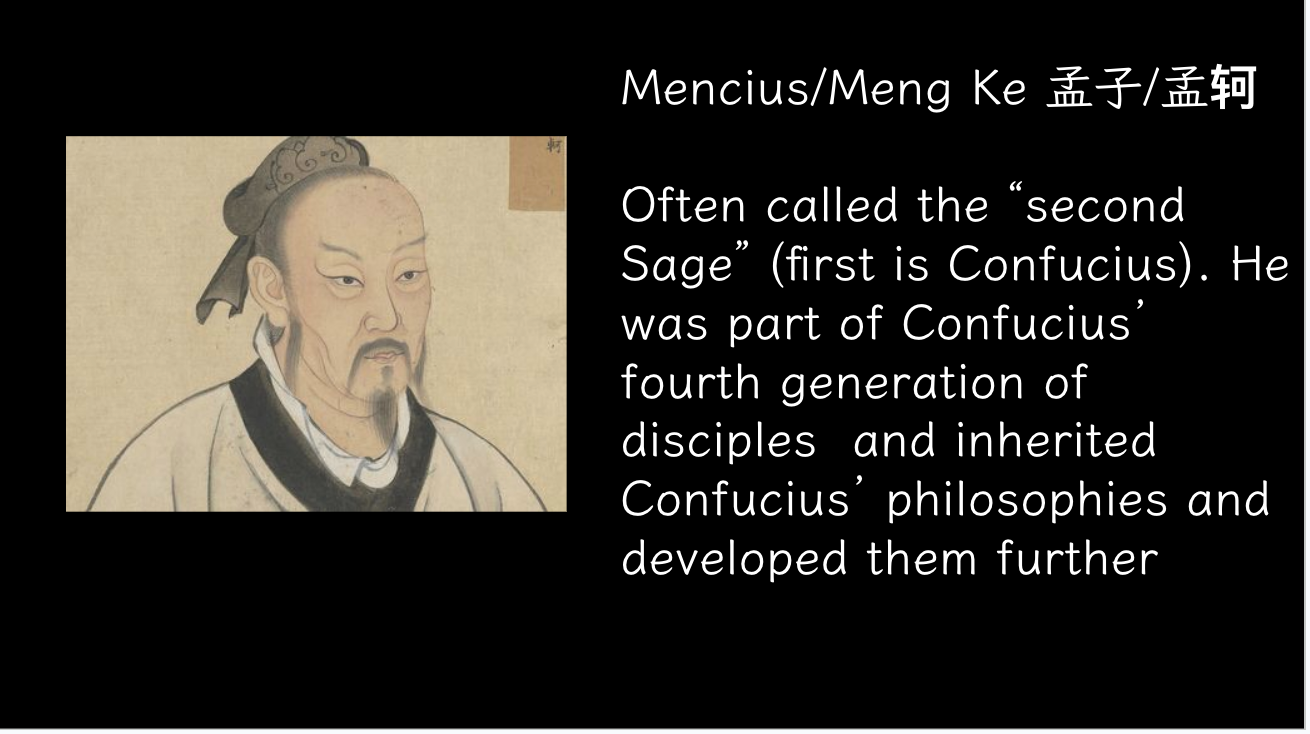 Mencius/Meng Ke 孟子/孟轲
軻
Often called the “second
Sage” (first is Confucius). He
was part of Confucius’
fourth generation of
disciples  and inherited
Confucius’ philosophies and
developed them further